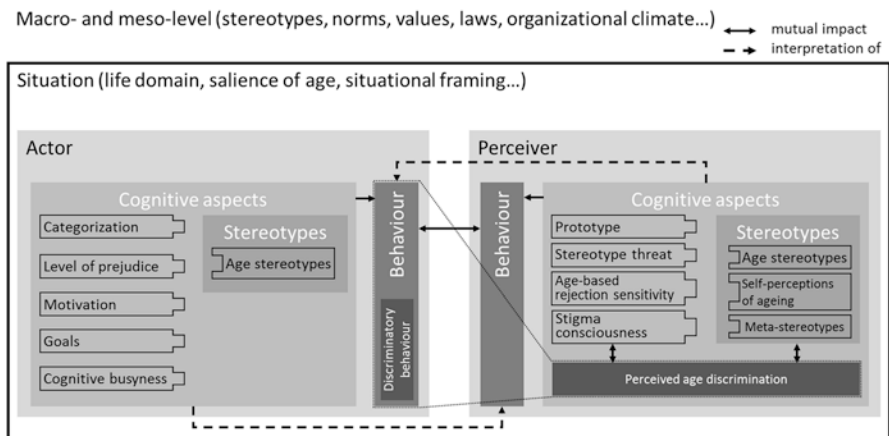 Macro- and meso-level (stereotypes, norms, values, laws, organizational climate...)
mutual impact
interpretation of
Situation (life domain, salience of age, situational framing...)
Actor
Cognitive aspects
Categorization
Level of prejudice
Motivation
Goals
Cognitive busyness
Stereotypes
Age stereotypes
Behaviour
Discriminatory
behaviour
Perceiver
Behaviour
Cognitive aspects
Prototype
Stereotype threat
Age-based
rejection sensitivity
Stigma
consciousness
Stereotypes
Age stereotypes
Self-perceptions
of ageing
Meta-stereotypes
Perceived age discrimination